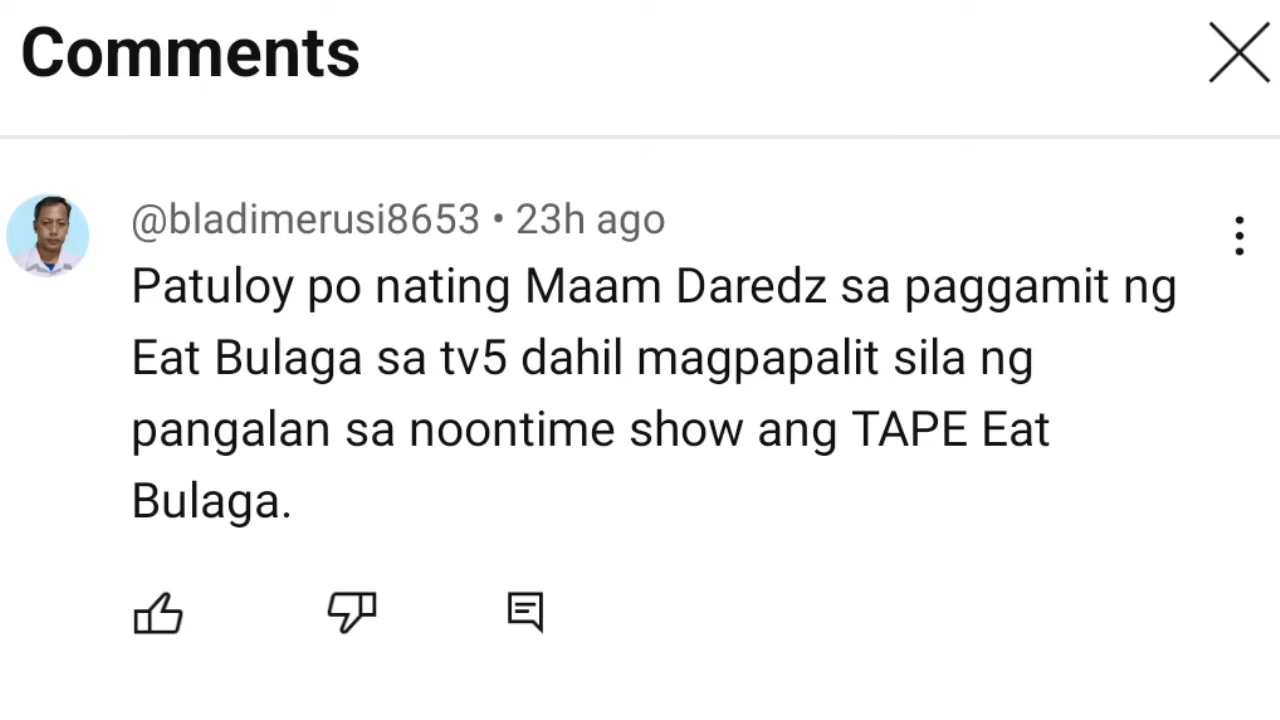 Comments
@bladimerusi8653 • 23h ago
Patuloy po nating Maam Daredz sa paggamit ng
Eat Bulaga sa tv5 dahil magpapalit sila ng
pangalan sa noontime show ang TAPE Eat
Bulaga.